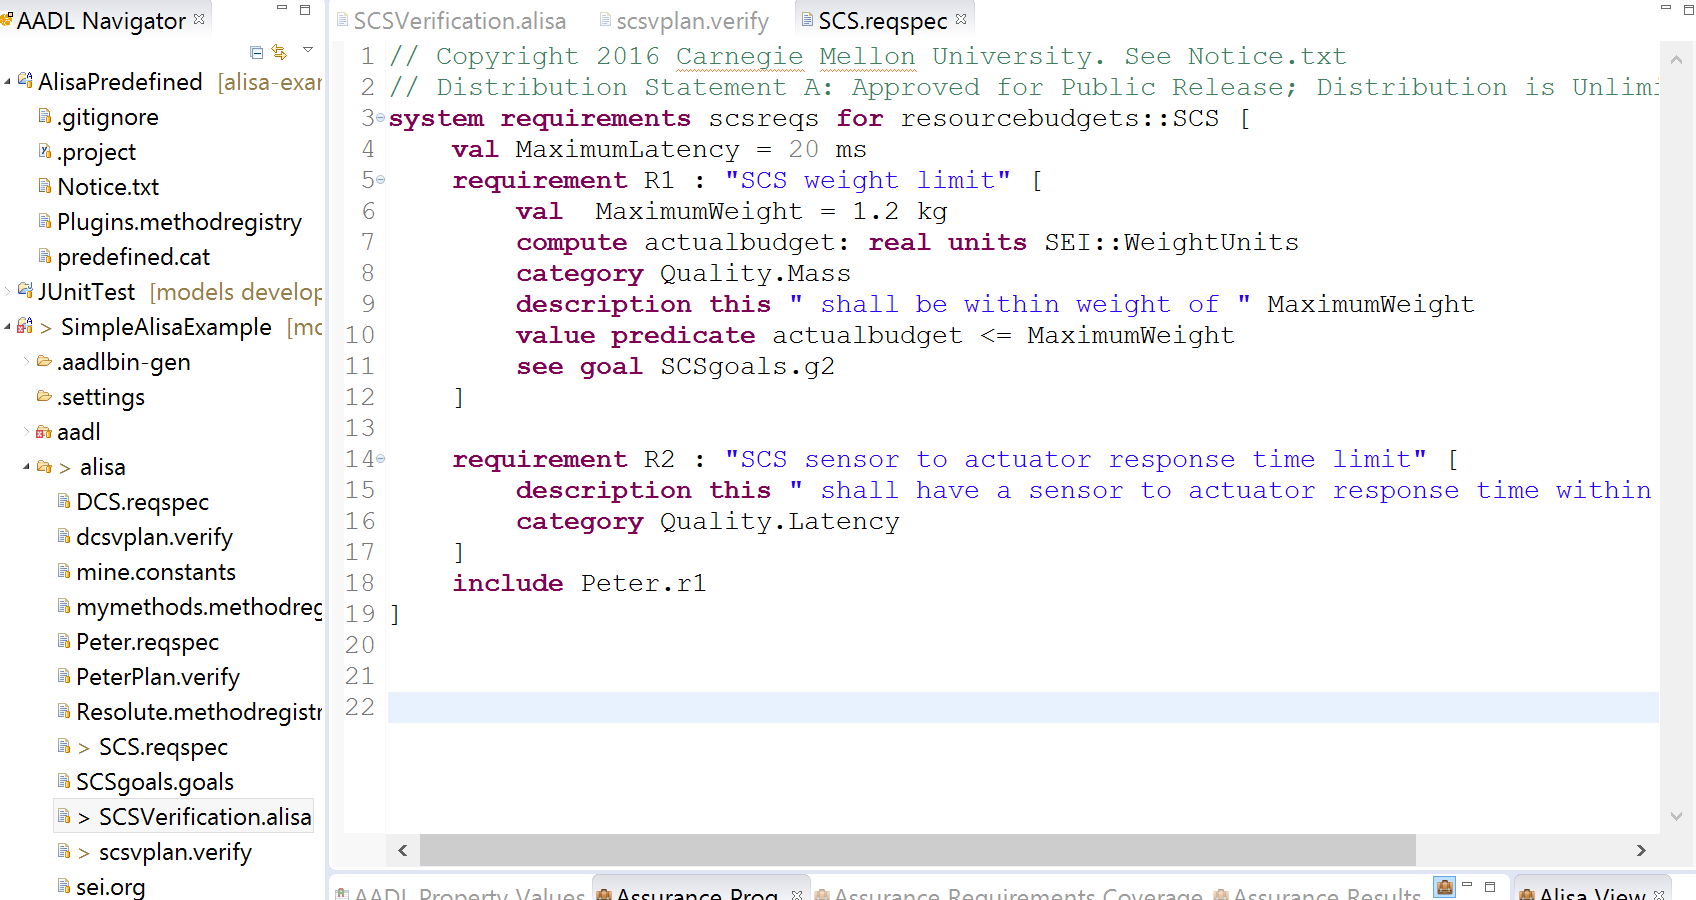 AADL Navigator
AlisaPredefined [alisa-exar
.gitignore
.project
Notice.txt
Plugins.methodregistry
predefined.cat
JUnitTest [models develop
> SimpleAlisaExample [mo
.aadlbin-gen
.settings
aadl
> alisa
DCS.reqspec
dcsvplan.verify
mine.constants
mymethods.methodreg
Peter.reqspec
PeterPlan.verify
Resolute.methodregistr
> SCS.reqspec
SCSgoals.goals
> SCSVerification.alisa
> scsvplan.verify
sei.org
SCSVerification.alisa scsvplan.verify SCS.reqspec
1 // Copyright 2016 Carnegie Mellon University. See Notice.txt
2 // Distribution Statement A: Approved for Public Release; Distribution is Unlimi
3 system requirements scsreqs for resourcebudgets::SCS [
4 val MaximumLatency = 20 ms
5 requirement R1 : "SCS weight limit" [
6 val MaximumWeight = 1.2 kg
7 compute actualbudget: real units SEI::WeightUnits
8 category Quality.Mass
9 description this " shall be within weight of " MaximumWeight
10 value predicate actualbudget <= MaximumWeight
11 see goal SCSgoals.g2
12 ]
13
14 requirement R2 : "SCS sensor to actuator response time limit" [
15 description this " shall have a sensor to actuator response time within
16 category Quality.Latency
17 ]
18 include Peter.r1
19 ]
20
21
22
AADL Property Values Assurance Prog Assurance Requirements Coverage Assurance Results Alisa View